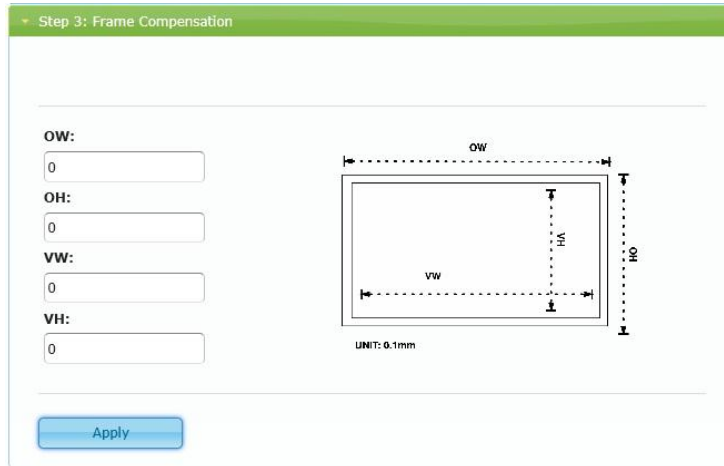 Step 3: Frame Compensation
OW:
0
OH:
0
VW:
0
VH:
0
OW
VH
OH
VW
UNIT: 0.1mm
Apply